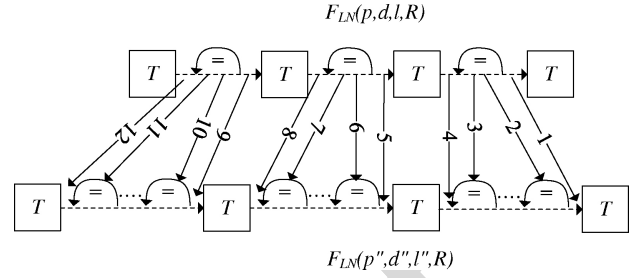 F_LN(p,d,l,R)
= = =
T T T T
12 11 10 9 8 7 6 5 4 3 2 1
= ···· = = ···· = = ···· =
T T T T
F_LN(p",d",l",R)